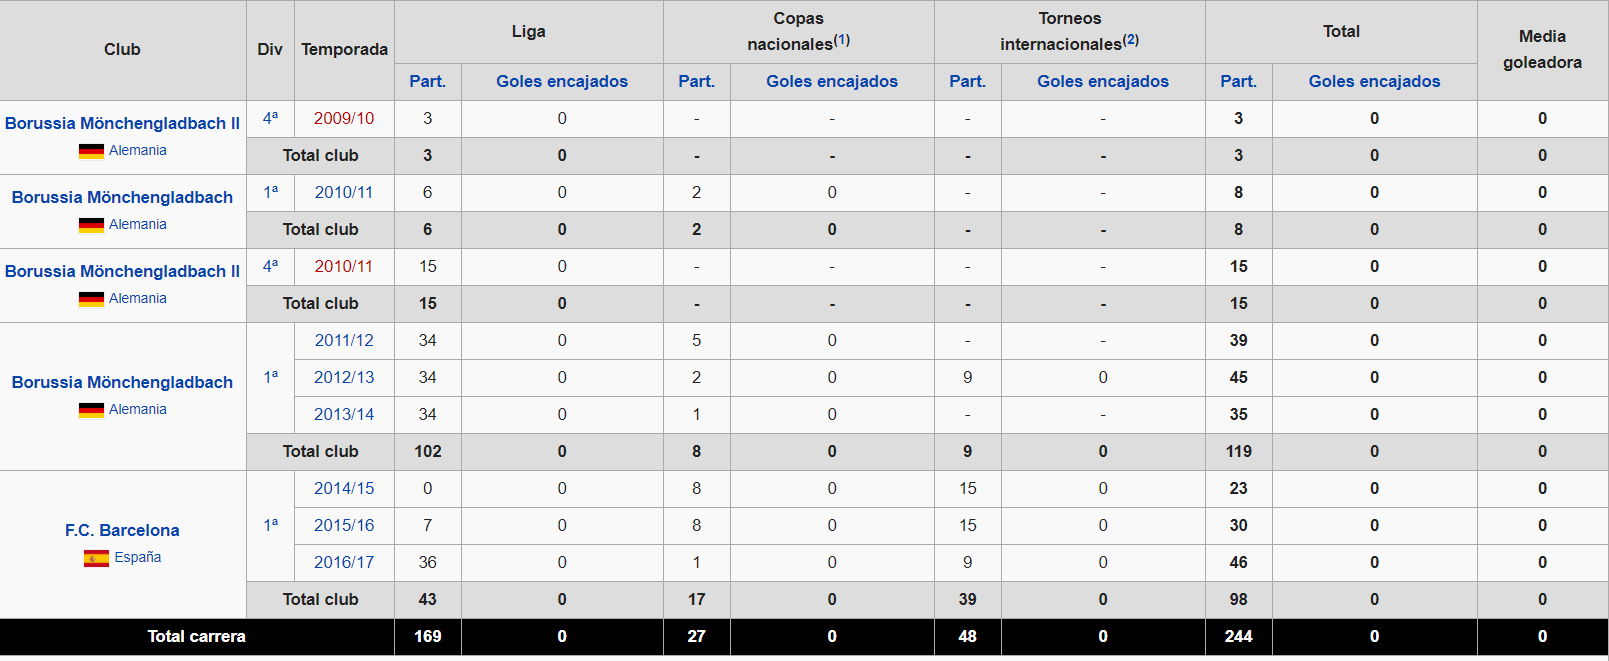 Club Div Temporada Liga Copas nacionales(1) Torneos internacionales(2) Total Media goleadora
Part. Goles encajados Part. Goles encajados Part. Goles encajados Part. Goles encajados
Borussia Mönchengladbach II
Alemania
4ª 2009/10 3 0 - - - - 3 0 0
Total club 3 0 - - - - 3 0 0
Borussia Mönchengladbach
Alemania
1ª 2010/11 6 0 2 0 - - 8 0 0
Total club 6 0 2 0 - - 8 0 0
Borussia Mönchengladbach II
Alemania
4ª 2010/11 15 0 - - - - 15 0 0
Total club 15 0 - - - - 15 0 0
Borussia Mönchengladbach
Alemania
1ª
2011/12 34 0 5 0 - - 39 0 0
2012/13 34 0 2 0 9 0 45 0 0
2013/14 34 0 1 0 - - 35 0 0
Total club 102 0 8 0 9 0 119 0 0
F.C. Barcelona
España
1ª
2014/15 0 0 8 0 15 0 23 0 0
2015/16 7 0 8 0 15 0 30 0 0
2016/17 36 0 1 0 9 0 46 0 0
Total club 43 0 17 0 39 0 98 0 0
Total carrera 169 0 27 0 48 0 244 0 0